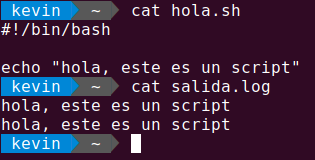 kevin ~ cat hola.sh
#!/bin/bash
echo "hola, este es un script"
kevin ~ cat salida.log
hola, este es un script
hola, este es un script
kevin ~